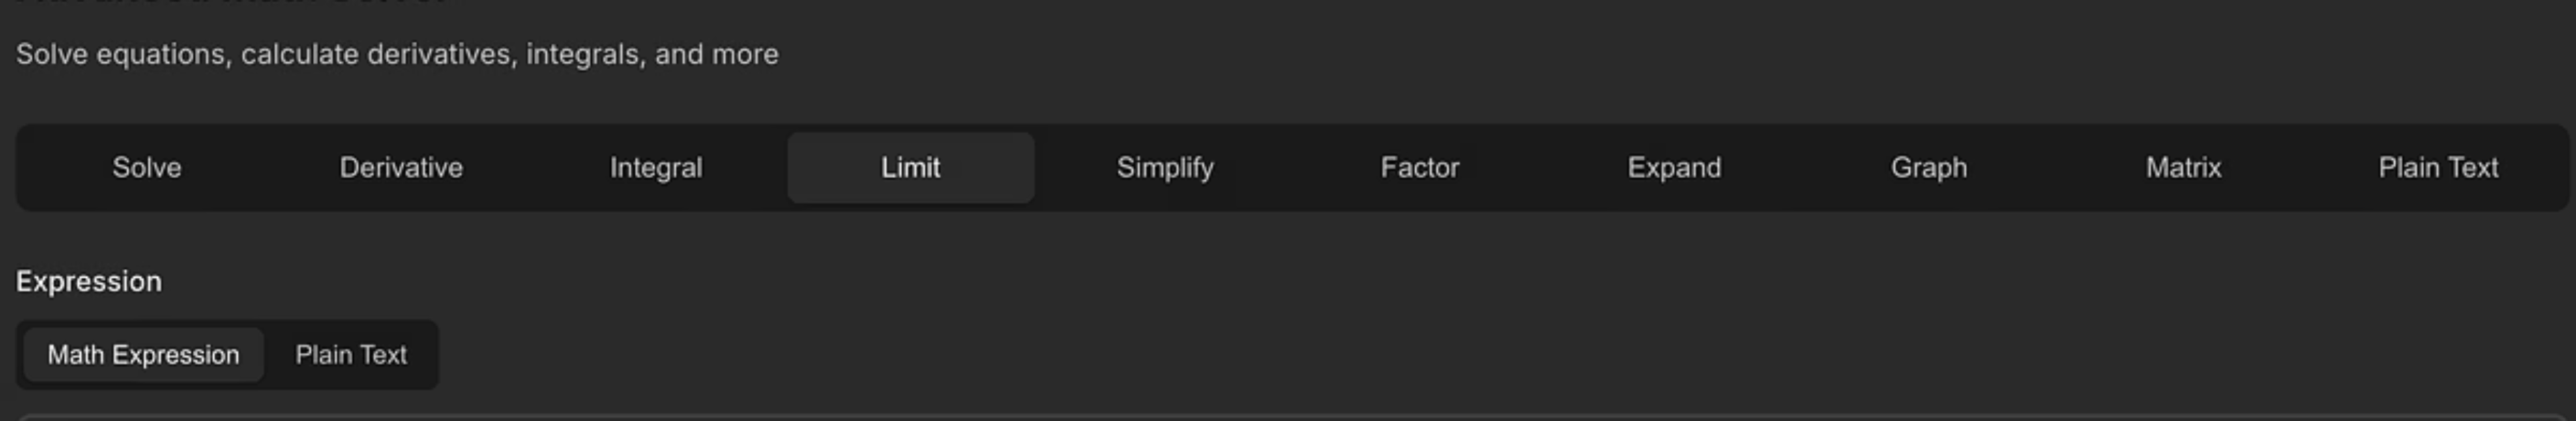 Solve equations, calculate derivatives, integrals, and more
Solve Derivative Integral Limit Simplify Factor Expand Graph Matrix Plain Text
Expression
Math Expression Plain Text